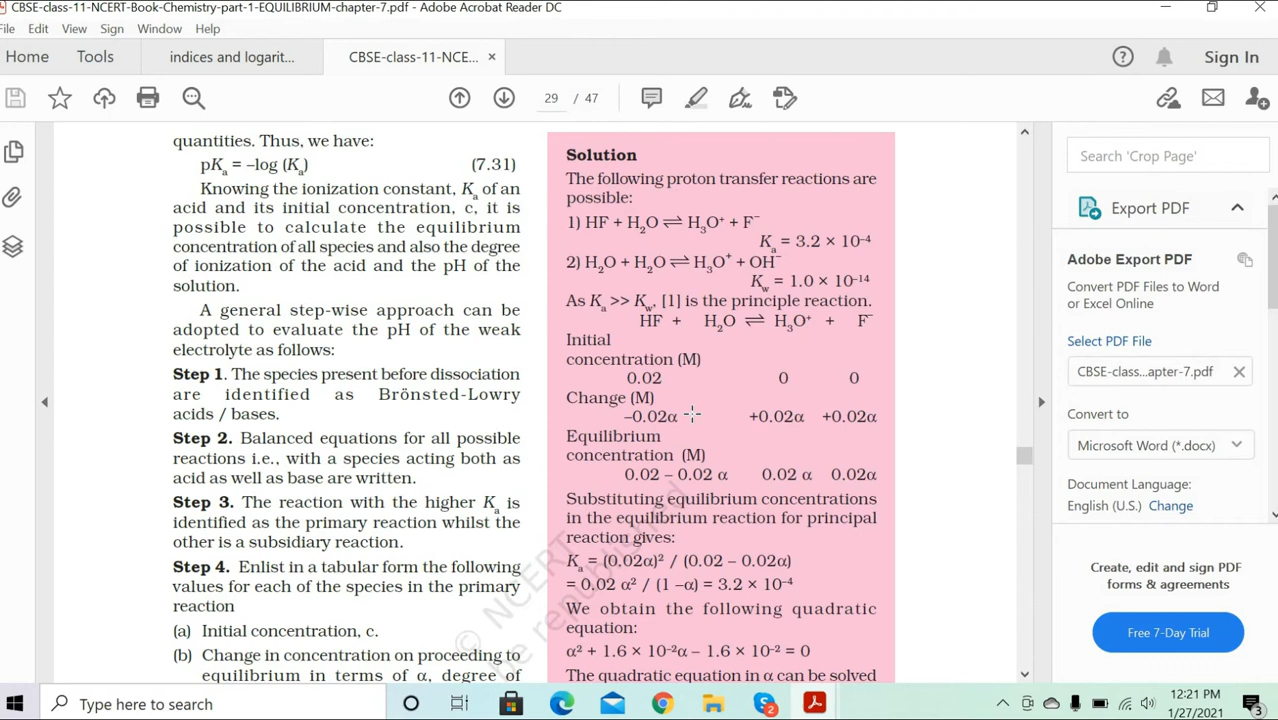 CBSE-class-11-NCERT-Book-Chemistry-part-1-EQUILIBRIUM-chapter-7.pdf - Adobe Acrobat Reader DC
File Edit View Sign Window Help
Home Tools indices and logarit... CBSE-class-11-NCE... × Sign In
29 / 47
quantities. Thus, we have:
pKₐ = –log (Kₐ) (7.31)
Knowing the ionization constant, Kₐ of an
acid and its initial concentration, c, it is
possible to calculate the equilibrium
concentration of all species and also the degree
of ionization of the acid and the pH of the
solution.
A general step-wise approach can be
adopted to evaluate the pH of the weak
electrolyte as follows:
Step 1. The species present before dissociation
are identified as Brönsted-Lowry
acids / bases.
Step 2. Balanced equations for all possible
reactions i.e., with a species acting both as
acid as well as base are written.
Step 3. The reaction with the higher Kₐ is
identified as the primary reaction whilst the
other is a subsidiary reaction.
Step 4. Enlist in a tabular form the following
values for each of the species in the primary
reaction
(a) Initial concentration, c.
(b) Change in concentration on proceeding to
equilibrium in terms of α, degree of
Solution
The following proton transfer reactions are
possible:
1) HF + H₂O ⇌ H₃O⁺ + F⁻
Kₐ = 3.2 × 10⁻⁴
2) H₂O + H₂O ⇌ H₃O⁺ + OH⁻
K_w = 1.0 × 10⁻¹⁴
As Kₐ >> K_w, [1] is the principle reaction.
HF + H₂O ⇌ H₃O⁺ + F⁻
Initial
concentration (M)
0.02 0 0
Change (M)
–0.02α +0.02α +0.02α
Equilibrium
concentration (M)
0.02 – 0.02 α 0.02 α 0.02α
Substituting equilibrium concentrations
in the equilibrium reaction for principal
reaction gives:
Kₐ = (0.02α)² / (0.02 – 0.02α)
= 0.02 α² / (1 –α) = 3.2 × 10⁻⁴
We obtain the following quadratic
equation:
α² + 1.6 × 10⁻²α – 1.6 × 10⁻² = 0
The quadratic equation in α can be solved
© NCERT
be republished
Search 'Crop Page'
Export PDF
Adobe Export PDF
Convert PDF Files to Word
or Excel Online
Select PDF File
CBSE-class...apter-7.pdf ×
Convert to
Microsoft Word (*.docx)
Document Language:
English (U.S.) Change
Create, edit and sign PDF
forms & agreements
Free 7-Day Trial
Type here to search
2
12:21 PM
1/27/2021
3